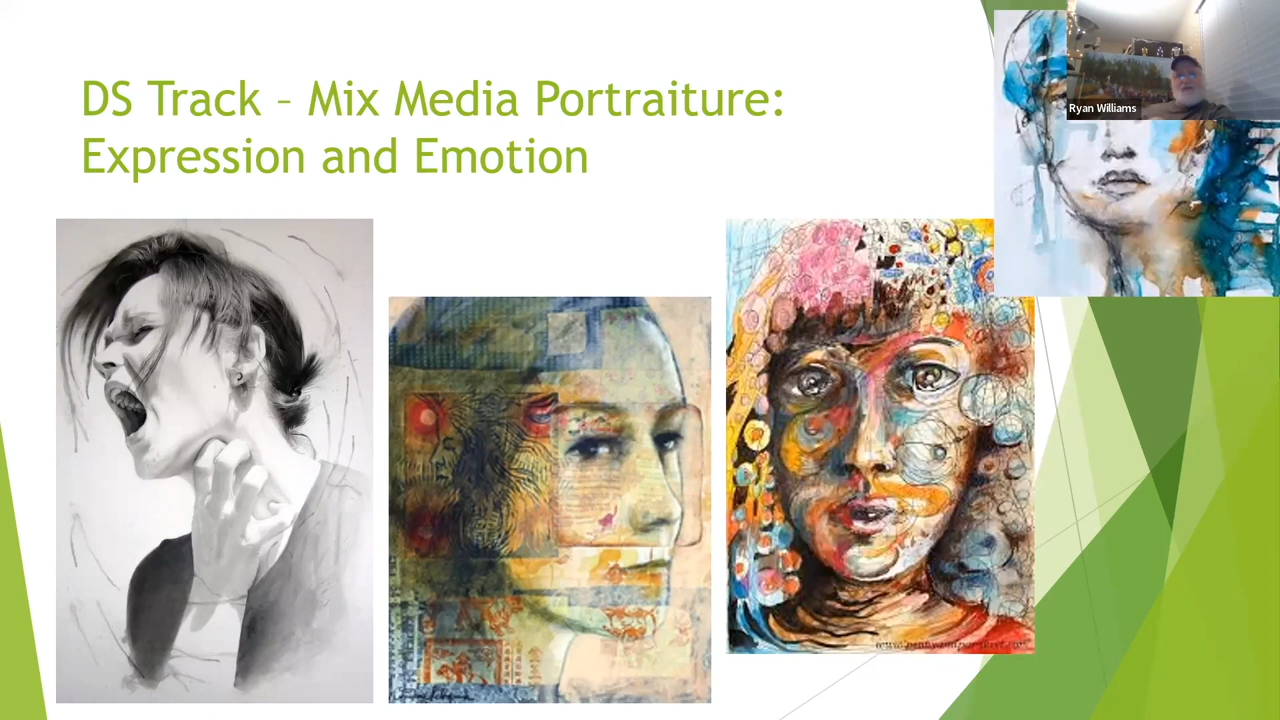 DS Track – Mix Media Portraiture:
Expression and Emotion
Ryan Williams